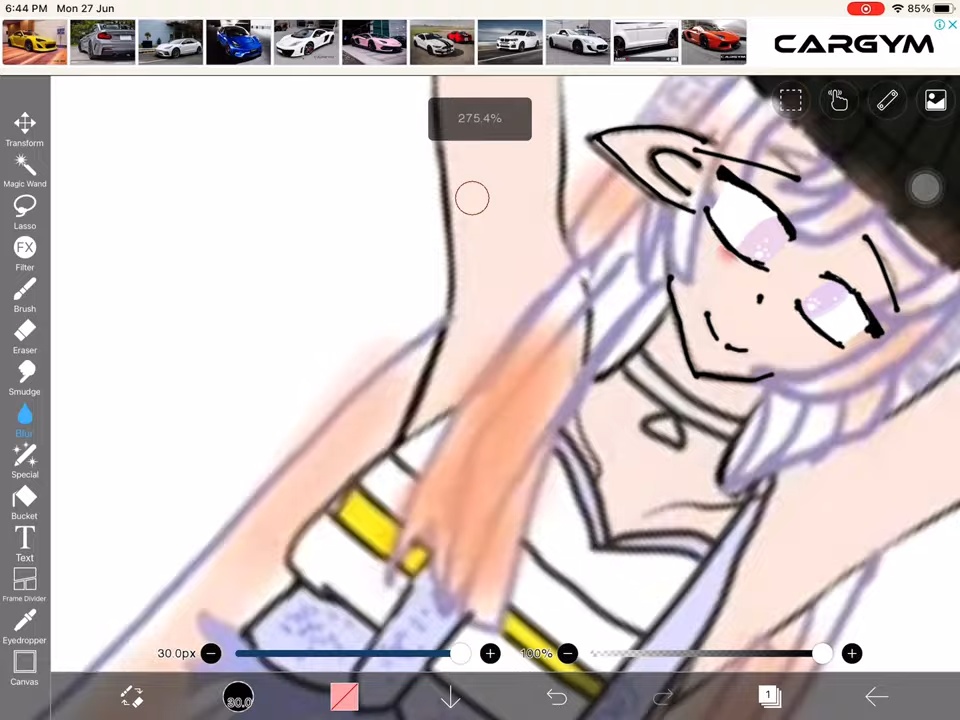 6:44 PM Mon 27 Jun
85%
CARGYM
275.4%
Transform
Magic Wand
Lasso
FX
Filter
Brush
Eraser
Smudge
Blur
Special
Bucket
T
Text
Frame Divider
Eyedropper
Canvas
30.0px
100%
30.0
1